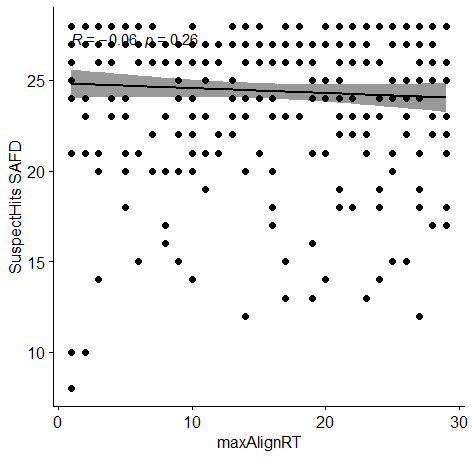 R = −0.06, p = 0.26
SuspectHits SAFD
25
20
15
10
0
10
20
30
maxAlignRT